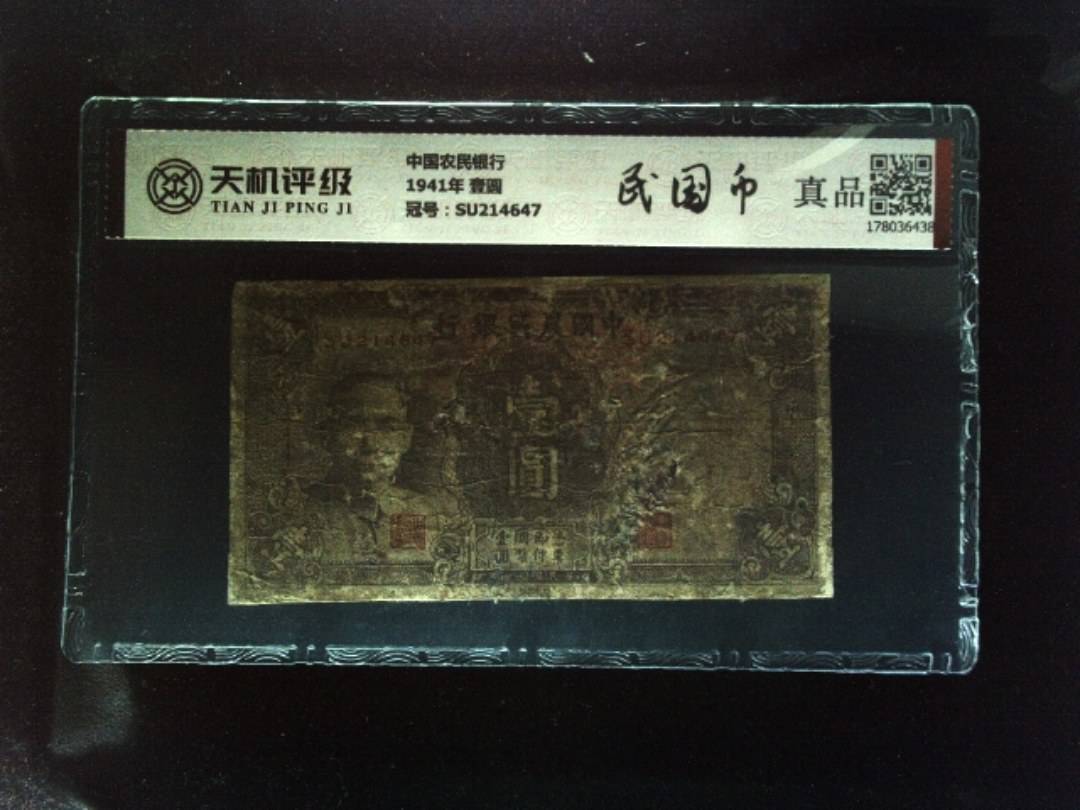 天机评级
TIAN JI PING JI
中国农民银行
1941年 壹圆
冠号：SU214647
民国币
真品
178036438
行銀民農國中
壹圓